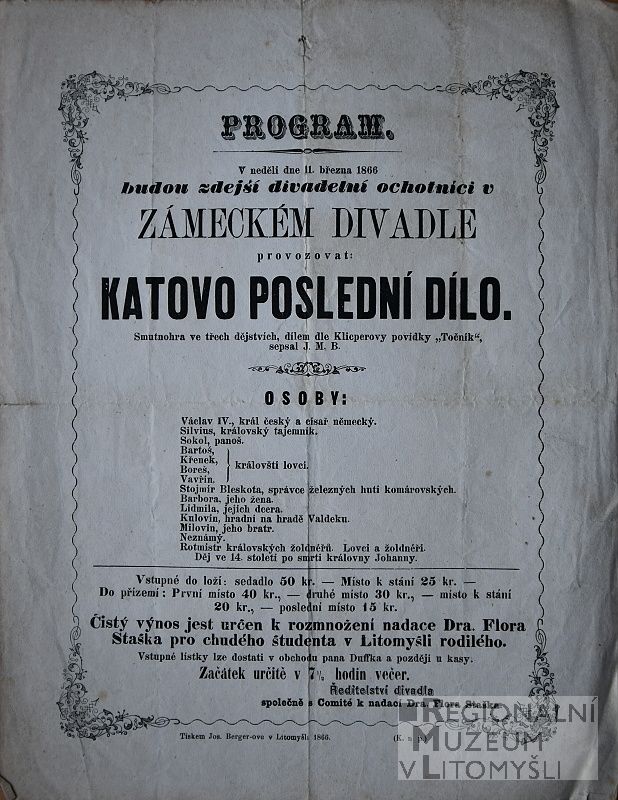 PROGRAM.
V neděli dne 11. března 1866
budou zdejší divadelní ochotníci v
ZÁMECKÉM DIVADLE
provozovat:
KATOVO POSLEDNÍ DÍLO.
Smutnohra ve třech dějstvích, dílem dle Klicperovy povídky „Točník“,
sepsal J. M. B.
OSOBY:
Václav IV., král český a císař německý.
Silvius, královský tajemník.
Sokol, panoš.
Bartoš,
Křenek,
Boreš,
Vavřín.
královští lovci.
Stojmír Bleskota, správce železných hutí komárovských.
Barbora, jeho žena.
Lidmila, jejich dcera.
Kulovín, hradní na hradě Valdeku.
Milovín, jeho bratr.
Neznámý.
Rotmistr královských žoldnéřů. Lovci a žoldnéři.
Děj ve 14. století po smrti královny Johanny.
Vstupné do loží: sedadlo 50 kr. — Místo k stání 25 kr. —
Do přízemí: První místo 40 kr., — druhé místo 30 kr., — místo k stání
20 kr., — poslední místo 15 kr.
Čistý výnos jest určen k rozmnožení nadace Dra. Flora
Staška pro chudého študenta v Litomyšli rodilého.
Vstupné lístky lze dostati v obchodu pana Duffka a později u kasy.
Začátek určitě v 7½ hodin večer.
Ředitelství divadla
společně s Comité k nadaci Dra. Flora Staška.
Tiskem Jos. Berger-ove v Litomyšli 1866.
(K. n. p.)
REGIONÁLNÍ
MUZEUM
V LITOMYŠLI